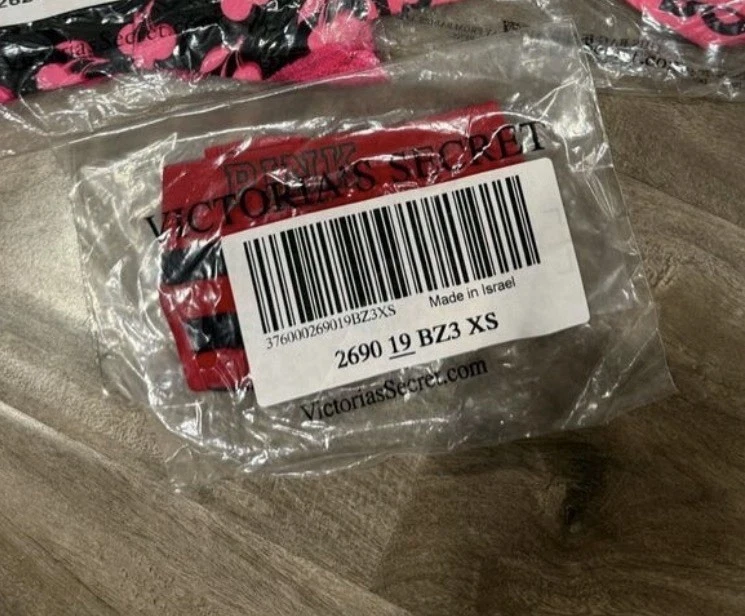 PINK
VICTORIA'S SECRET
376000269019BZ3XS
Made in Israel
2690 19 BZ3 XS
VictoriasSecret.com